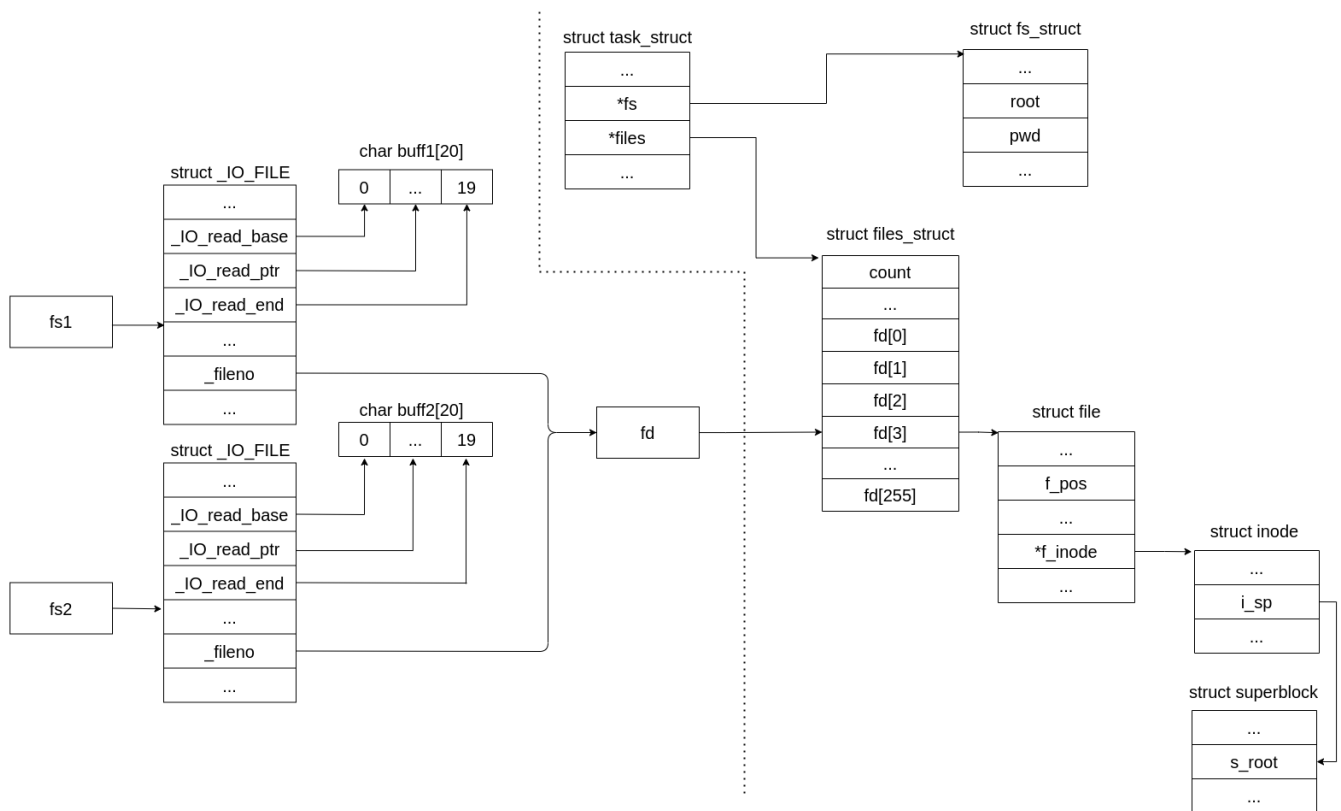 struct task_struct
...
*fs
*files
...
struct fs_struct
...
root
pwd
...
char buff1[20]
0 ... 19
struct _IO_FILE
...
_IO_read_base
_IO_read_ptr
_IO_read_end
...
_fileno
...
fs1
char buff2[20]
0 ... 19
struct _IO_FILE
...
_IO_read_base
_IO_read_ptr
_IO_read_end
...
_fileno
...
fs2
fd
struct files_struct
count
...
fd[0]
fd[1]
fd[2]
fd[3]
...
fd[255]
struct file
...
f_pos
...
*f_inode
...
struct inode
...
i_sp
...
struct superblock
...
s_root
...